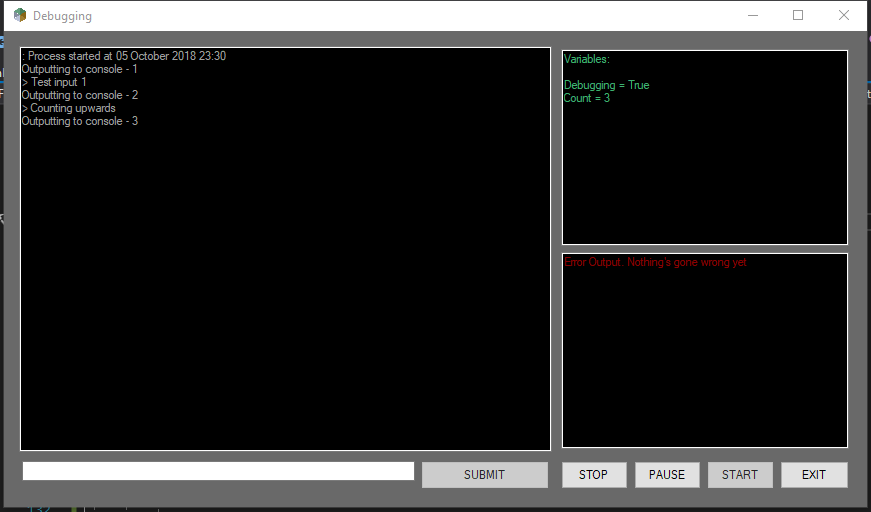 Debugging
: Process started at 05 October 2018 23:30
Outputting to console - 1
> Test input 1
Outputting to console - 2
> Counting upwards
Outputting to console - 3
Variables:
Debugging = True
Count = 3
Error Output. Nothing's gone wrong yet
SUBMIT
STOP
PAUSE
START
EXIT
132